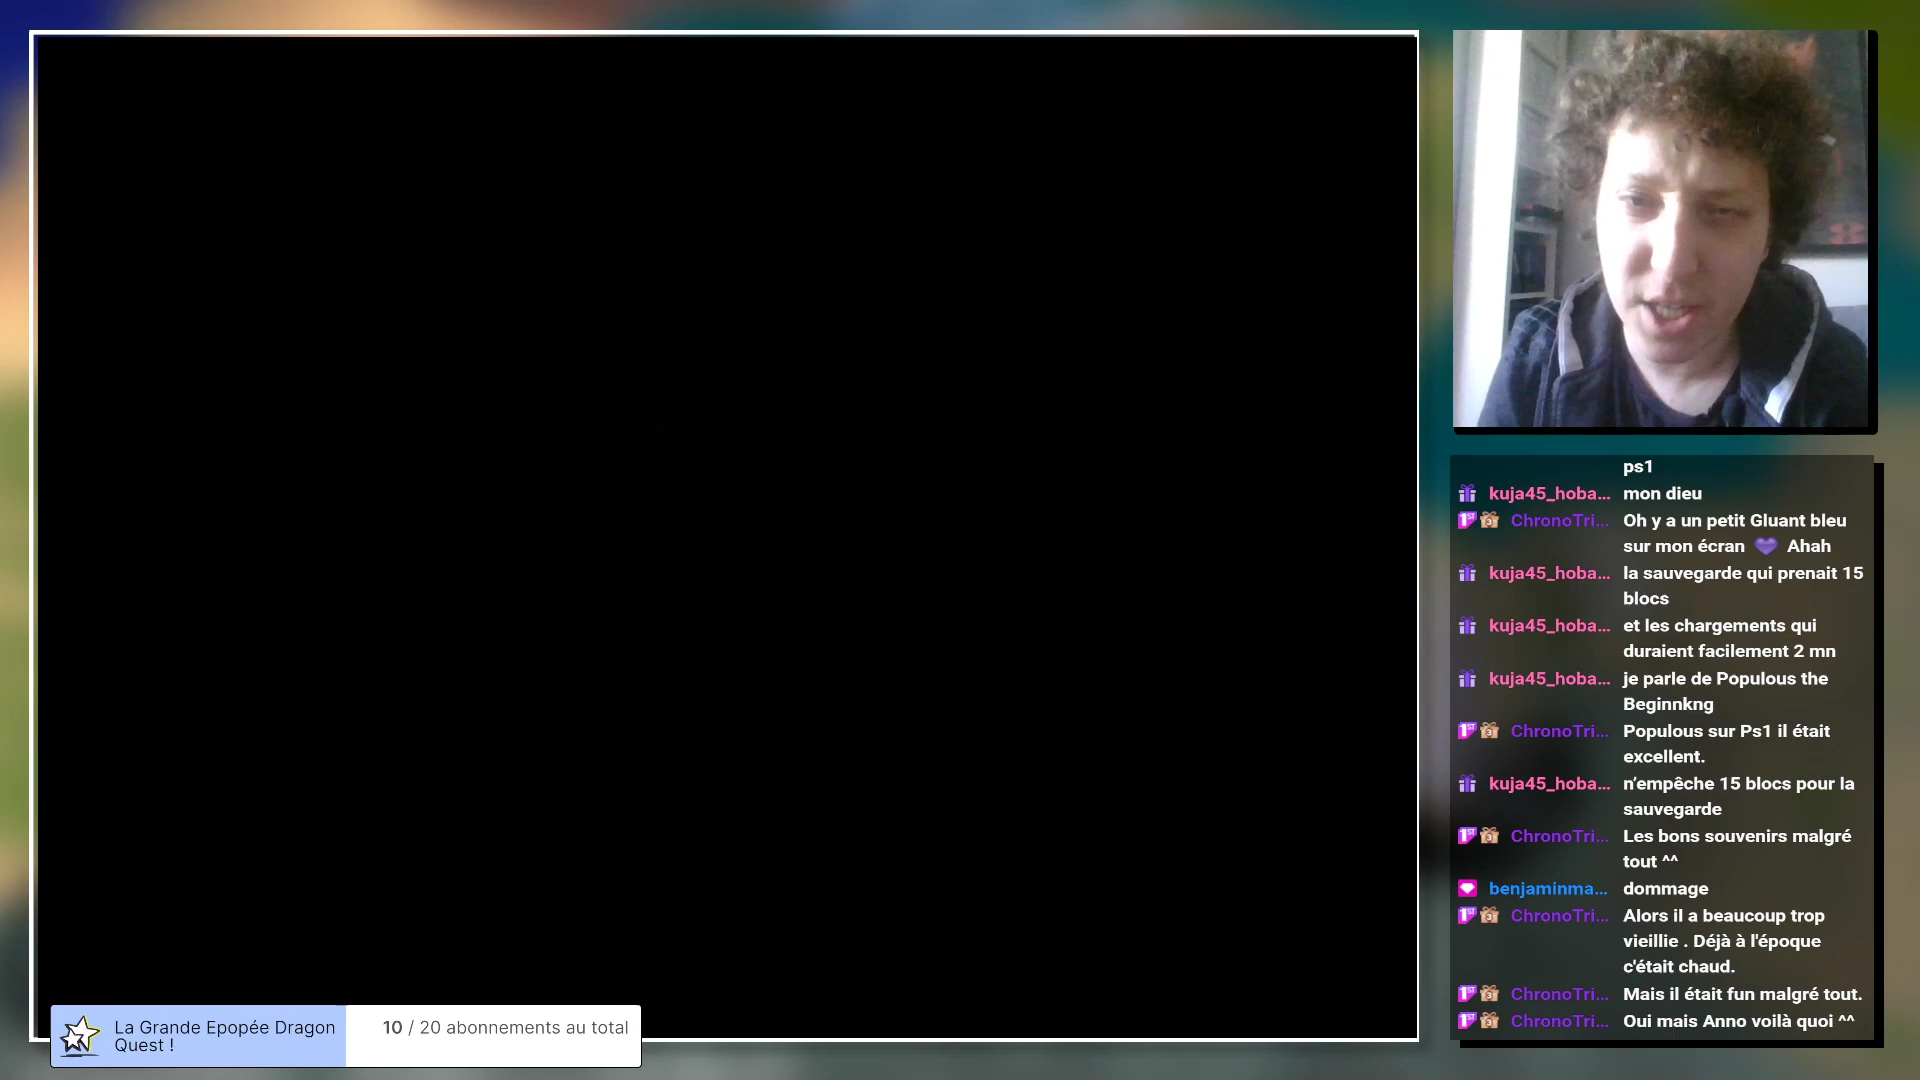 ps1
kuja45_hoba... mon dieu
ChronoTri... Oh y a un petit Gluant bleu
sur mon écran Ahah
kuja45_hoba... la sauvegarde qui prenait 15
blocs
kuja45_hoba... et les chargements qui
duraient facilement 2 mn
kuja45_hoba... je parle de Populous the
Beginnkng
ChronoTri... Populous sur Ps1 il était
excellent.
kuja45_hoba... n’empêche 15 blocs pour la
sauvegarde
ChronoTri... Les bons souvenirs malgré
tout ^^
benjaminma... dommage
ChronoTri... Alors il a beaucoup trop
vieillie . Déjà à l'époque
c'était chaud.
ChronoTri... Mais il était fun malgré tout.
ChronoTri... Oui mais Anno voilà quoi ^^
La Grande Epopée Dragon
Quest !
10 / 20 abonnements au total